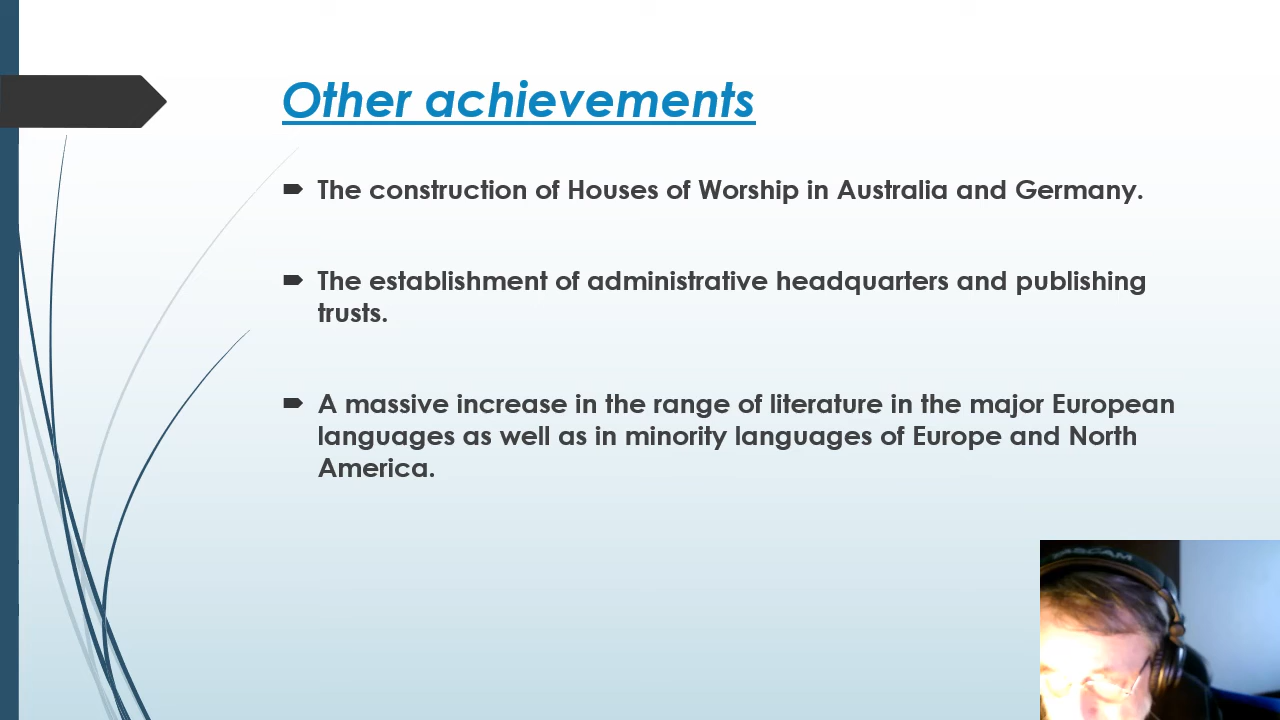 Other achievements
The construction of Houses of Worship in Australia and Germany.
The establishment of administrative headquarters and publishing
trusts.
A massive increase in the range of literature in the major European
languages as well as in minority languages of Europe and North
America.
TASCAM